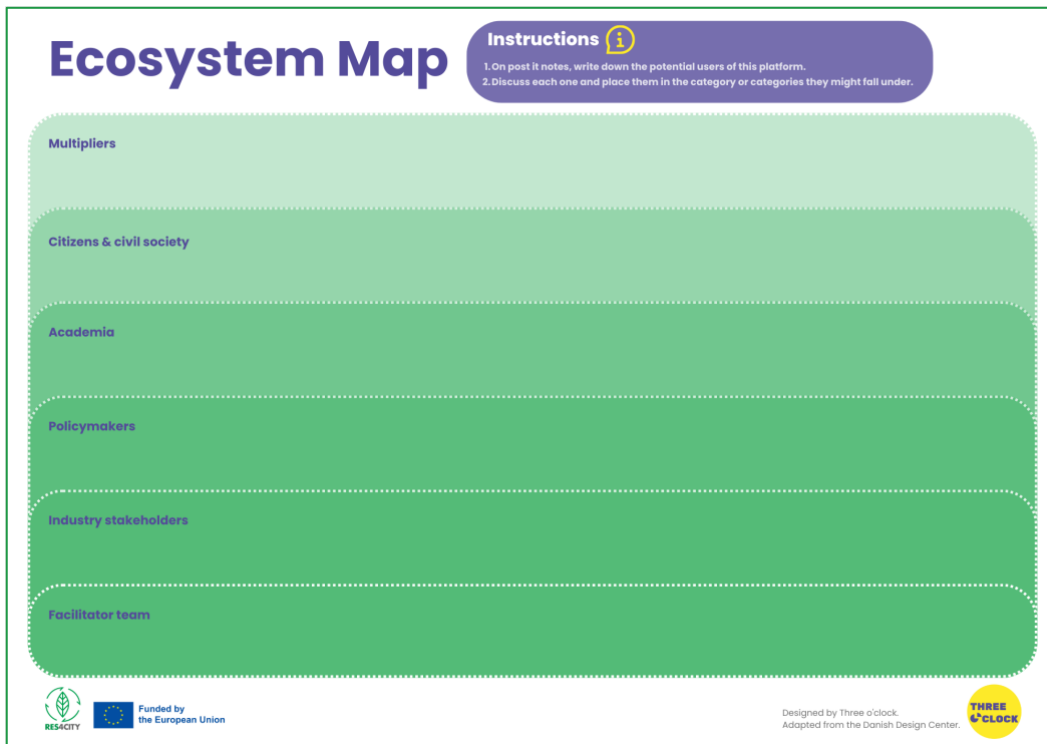 Ecosystem Map
Instructions
1. On post it notes, write down the potential users of this platform.
2. Discuss each one and place them in the category or categories they might fall under.
Multipliers
Citizens & civil society
Academia
Policymakers
Industry stakeholders
Facilitator team
RES4CITY
Funded by
the European Union
Designed by Three o'clock.
Adapted from the Danish Design Center.
THREE
O'CLOCK